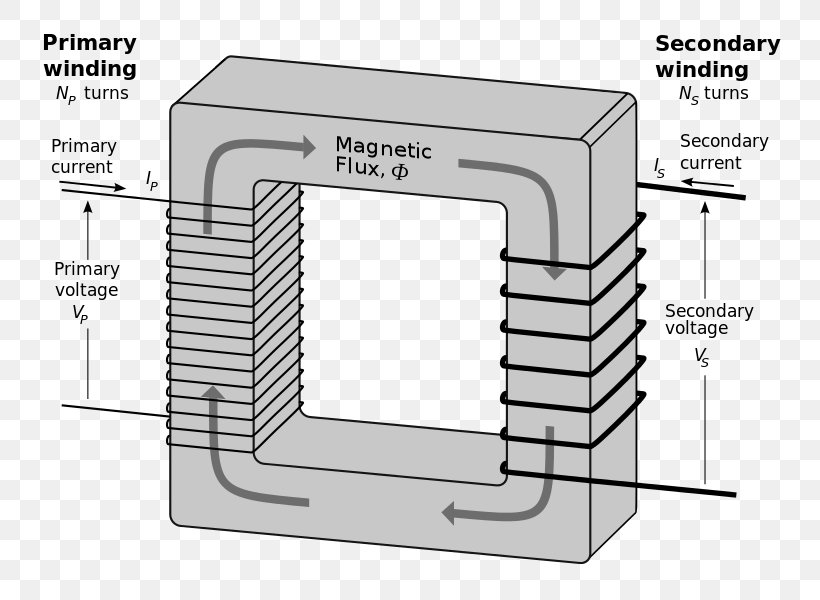 Primary
winding
NP turns
Primary
current
IP
Primary
voltage
VP
Magnetic
Flux, Φ
Secondary
winding
NS turns
Secondary
current
IS
Secondary
voltage
VS